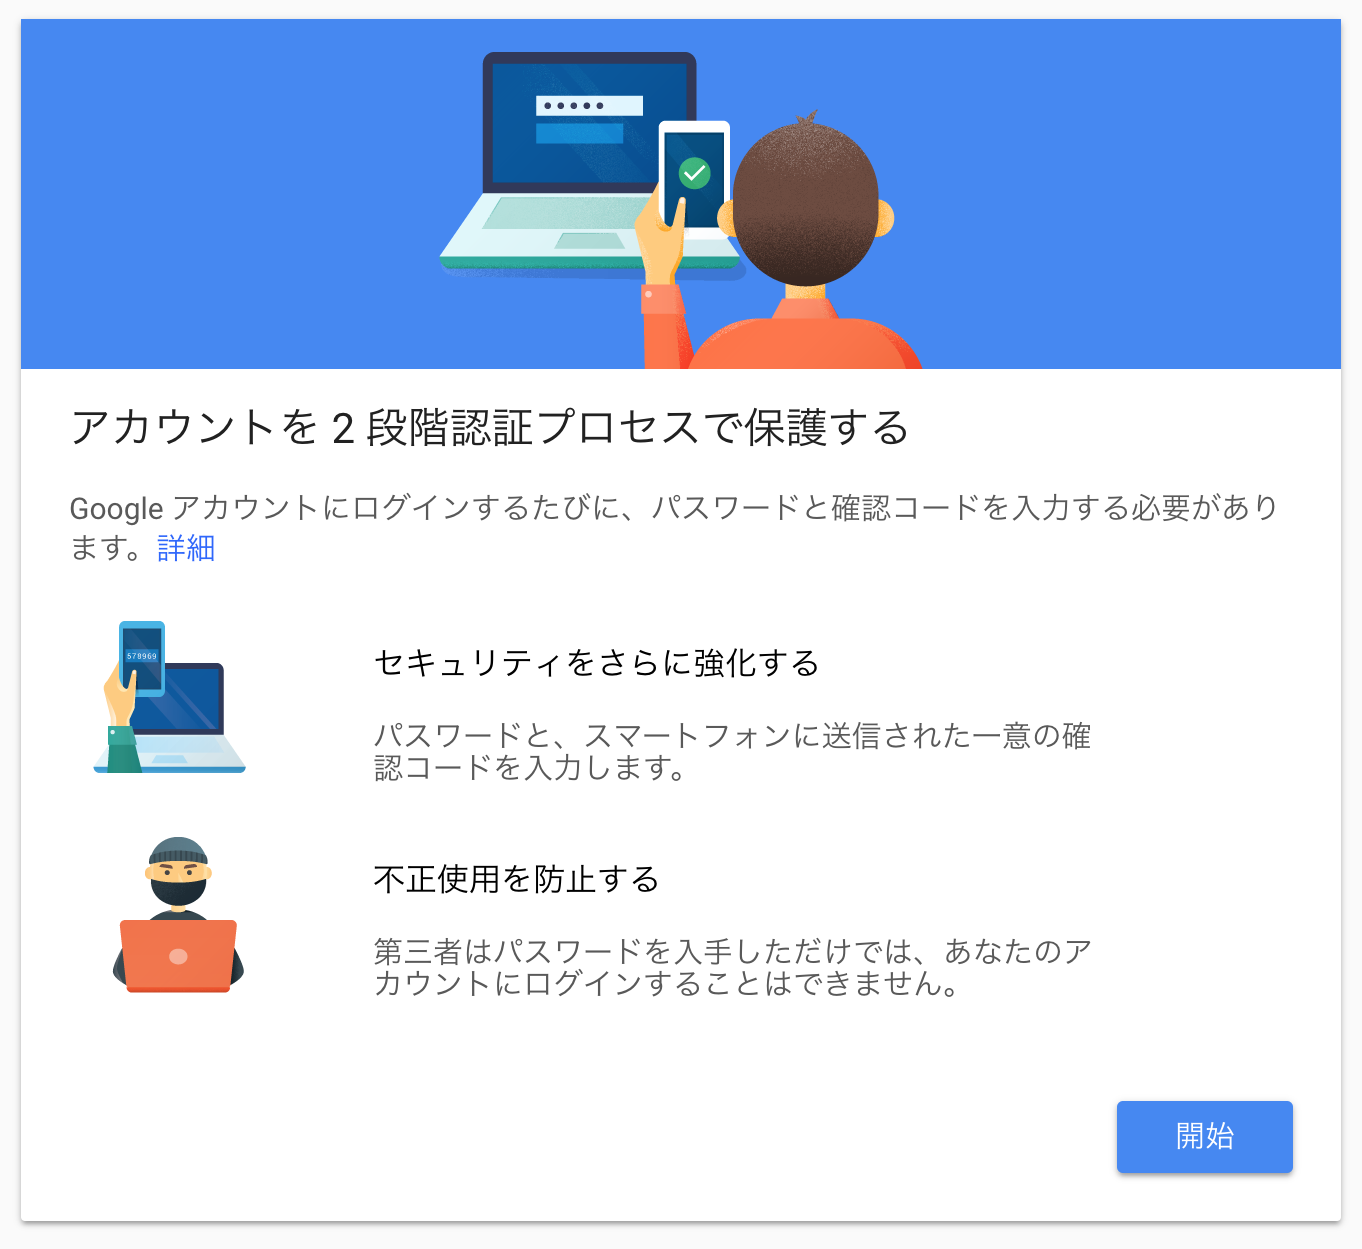 アカウントを 2 段階認証プロセスで保護する
Google アカウントにログインするたびに、パスワードと確認コードを入力する必要があり
ます。詳細
578969
セキュリティをさらに強化する
パスワードと、スマートフォンに送信された一意の確
認コードを入力します。
不正使用を防止する
第三者はパスワードを入手しただけでは、あなたのア
カウントにログインすることはできません。
開始